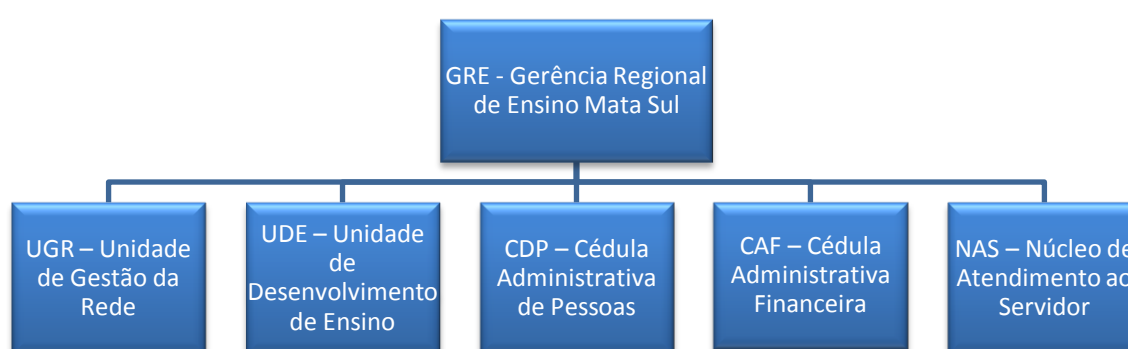 GRE - Gerência Regional
de Ensino Mata Sul
UGR – Unidade
de Gestão da
Rede
UDE – Unidade
de
Desenvolvimento
de Ensino
CDP – Cédula
Administrativa
de Pessoas
CAF – Cédula
Administrativa
Financeira
NAS – Núcleo de
Atendimento ao
Servidor